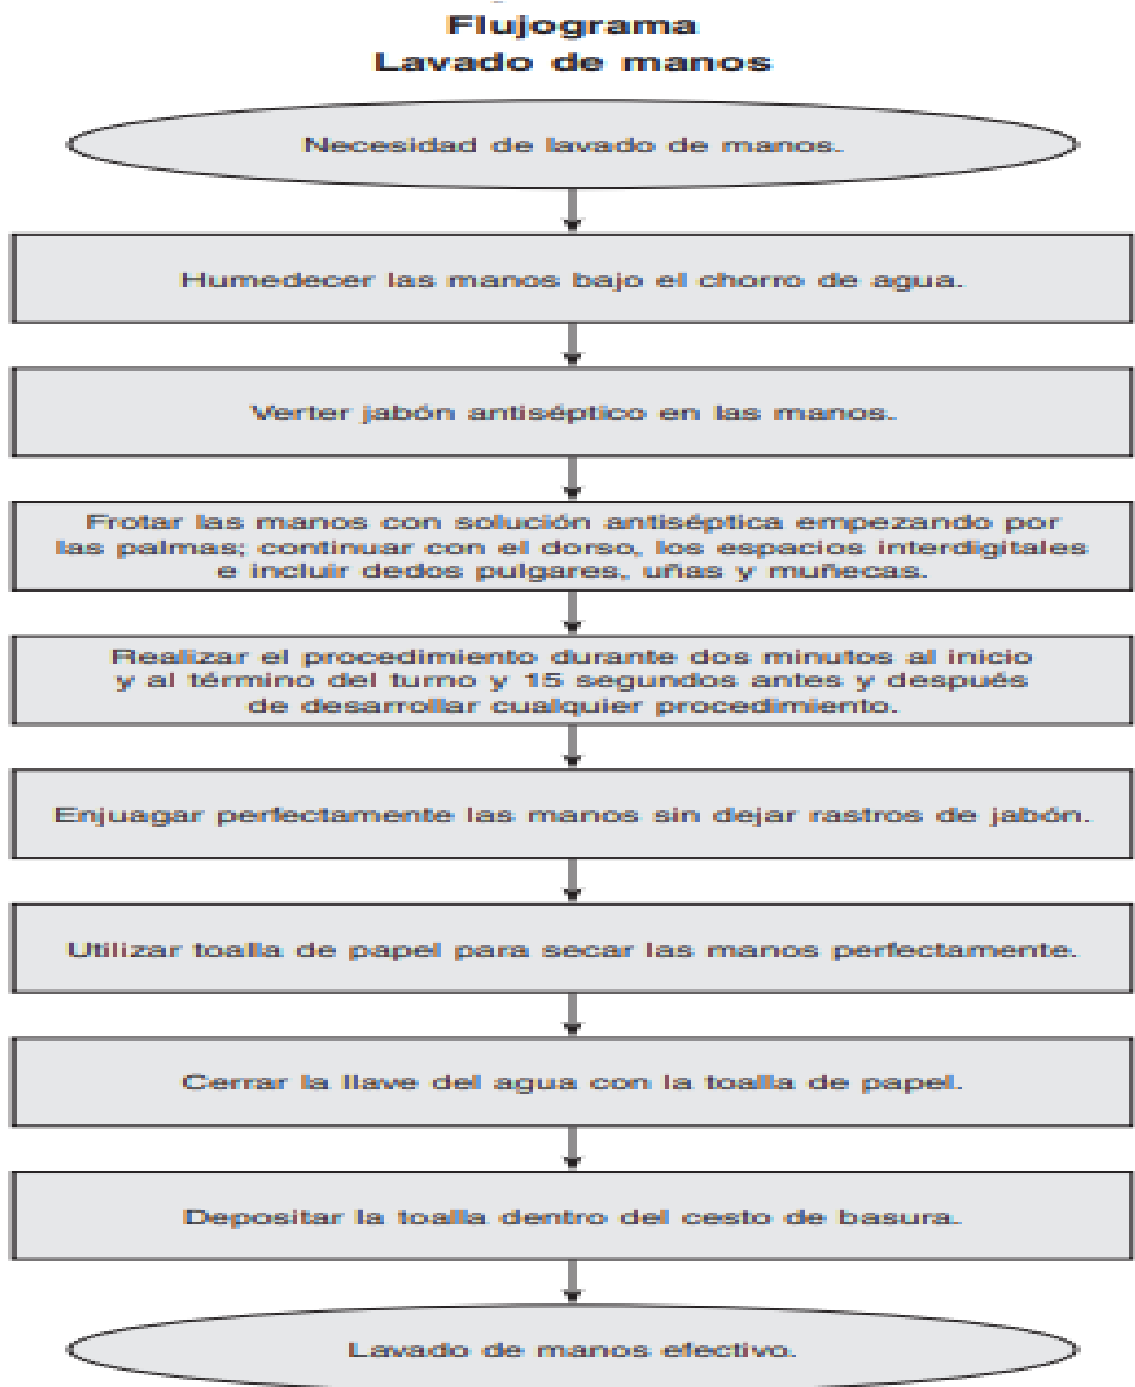 Flujograma
Lavado de manos
Necesidad de lavado de manos.
Humedecer las manos bajo el chorro de agua.
Verter jabón antiséptico en las manos.
Frotar las manos con solución antiséptica empezando por
las palmas; continuar con el dorso, los espacios interdigitales
e incluir dedos pulgares, uñas y muñecas.
Realizar el procedimiento durante dos minutos al inicio
y al término del turno y 15 segundos antes y después
de desarrollar cualquier procedimiento.
Enjuagar perfectamente las manos sin dejar rastros de jabón.
Utilizar toalla de papel para secar las manos perfectamente.
Cerrar la llave del agua con la toalla de papel.
Depositar la toalla dentro del cesto de basura.
Lavado de manos efectivo.